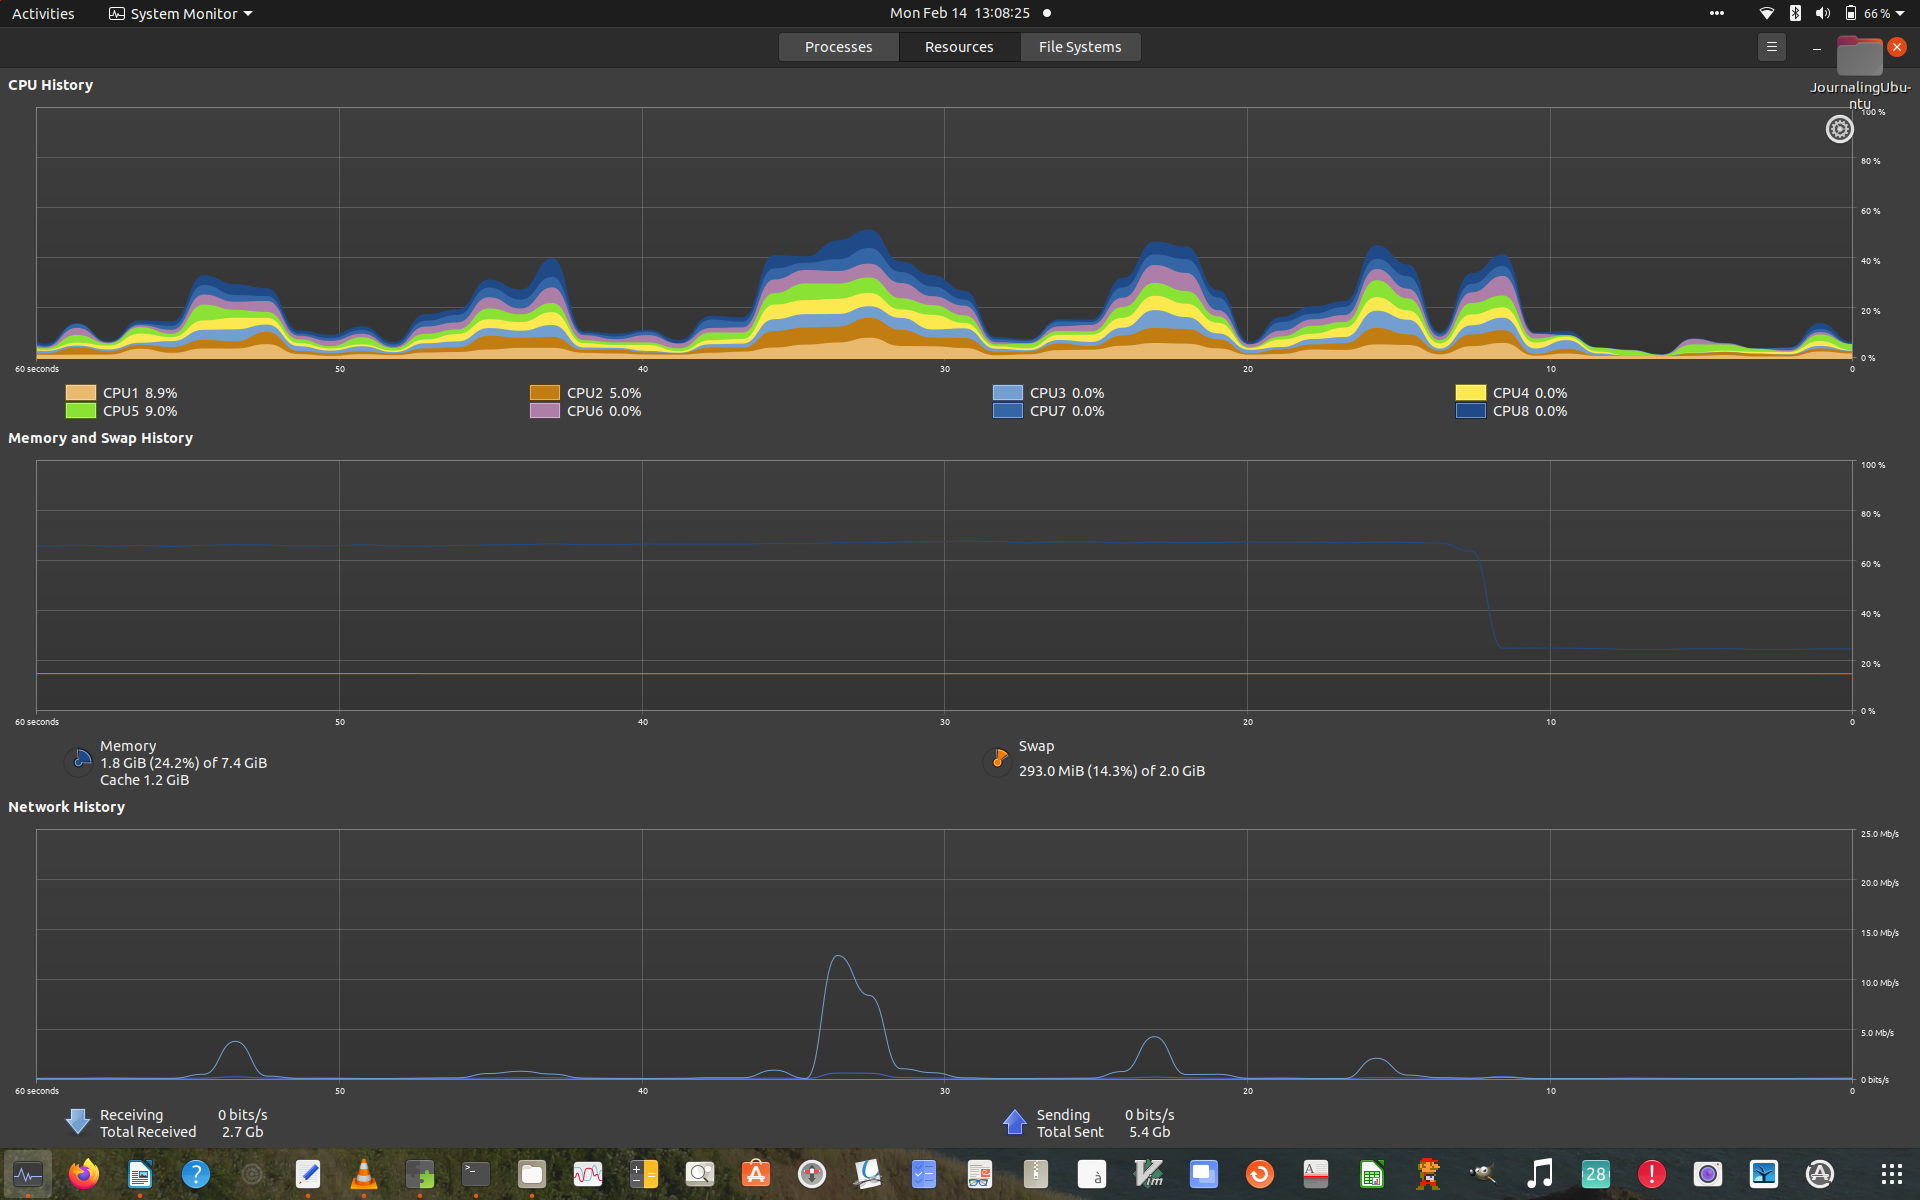 Activities
System Monitor
Mon Feb 14 13:08:25
66 %
Processes
Resources
File Systems
JournalingUbu-
ntu
CPU History
100 %
80 %
60 %
40 %
20 %
0 %
60 seconds 50 40 30 20 10 0
CPU1 8.9%
CPU2 5.0%
CPU3 0.0%
CPU4 0.0%
CPU5 9.0%
CPU6 0.0%
CPU7 0.0%
CPU8 0.0%
Memory and Swap History
100 %
80 %
60 %
40 %
20 %
0 %
60 seconds 50 40 30 20 10 0
Memory
1.8 GiB (24.2%) of 7.4 GiB
Cache 1.2 GiB
Swap
293.0 MiB (14.3%) of 2.0 GiB
Network History
25.0 Mb/s
20.0 Mb/s
15.0 Mb/s
10.0 Mb/s
5.0 Mb/s
0 bits/s
60 seconds 50 40 30 20 10 0
Receiving 0 bits/s
Total Received 2.7 Gb
Sending 0 bits/s
Total Sent 5.4 Gb
?
>_
A
à
Vim
A
28
!